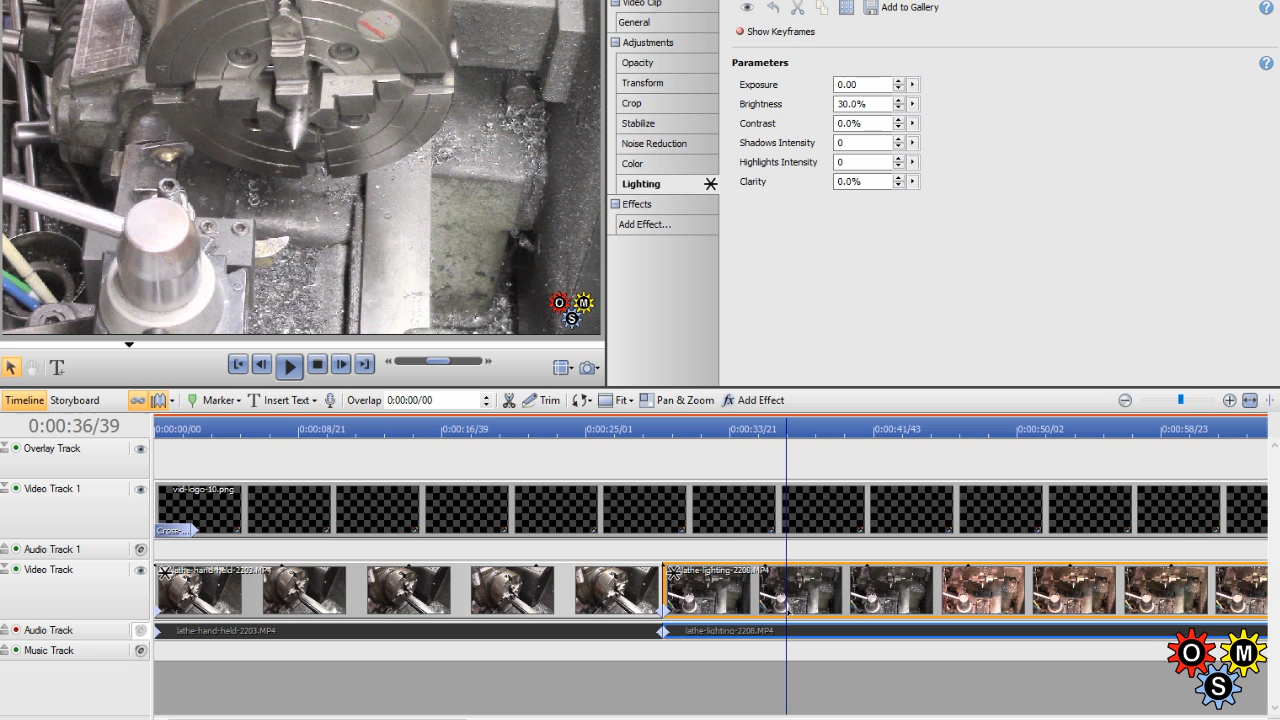 Video Clip
General
Adjustments
Opacity
Transform
Crop
Stabilize
Noise Reduction
Color
Lighting
Effects
Add Effect...
Add to Gallery
Show Keyframes
Parameters
Exposure 0.00
Brightness 30.0%
Contrast 0.0%
Shadows Intensity 0
Highlights Intensity 0
Clarity 0.0%
O M
S
T
Timeline Storyboard Marker Insert Text Overlap 0:00:00/00 Trim Fit Pan & Zoom fx Add Effect
0:00:36/39 0:00:00/00 0:00:08/21 0:00:16/39 0:00:25/01 0:00:33/21 0:00:41/43 0:00:50/02 0:00:58/23
Overlay Track
Video Track 1 vid-logo-10.png
Cross-...
Audio Track 1
Video Track lathe-hand-held-2203.MP4 lathe-lighting-2208.MP4
Audio Track lathe-hand-held-2203.MP4 lathe-lighting-2208.MP4
Music Track
O M
S